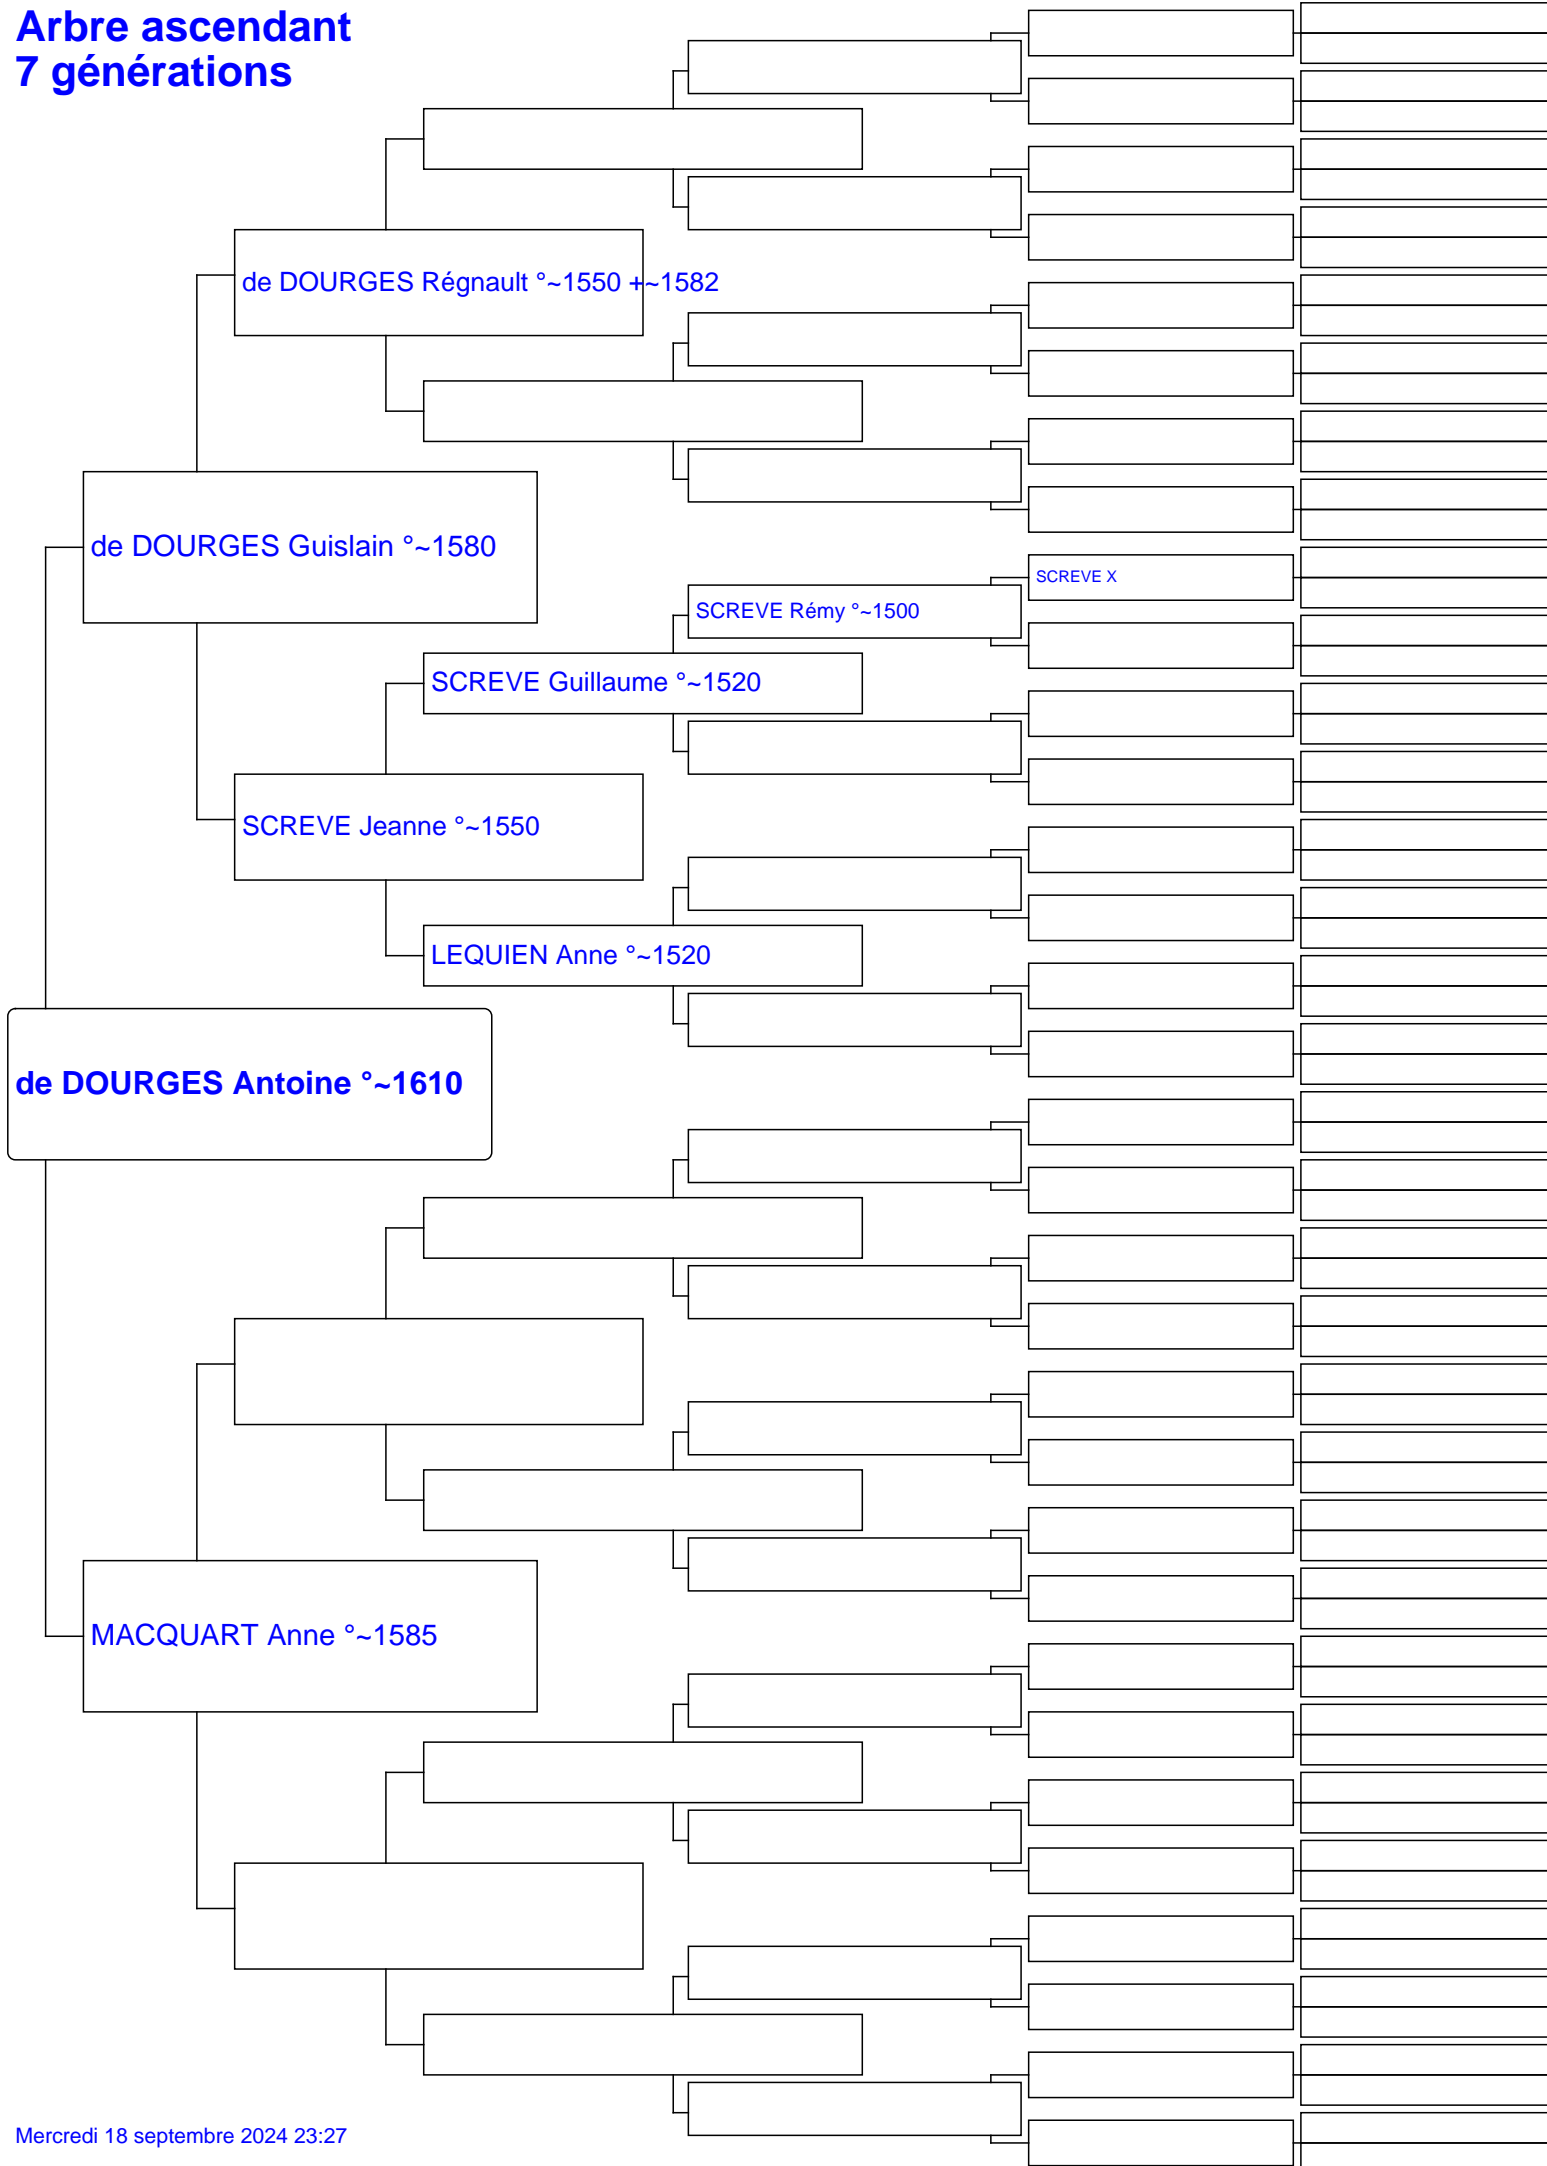 Arbre ascendant
7 générations
de DOURGES Régnault °~1550 +~1582
de DOURGES Guislain °~1580
SCREVE X
SCREVE Rémy °~1500
SCREVE Guillaume °~1520
SCREVE Jeanne °~1550
LEQUIEN Anne °~1520
de DOURGES Antoine °~1610
MACQUART Anne °~1585
Mercredi 18 septembre 2024 23:27